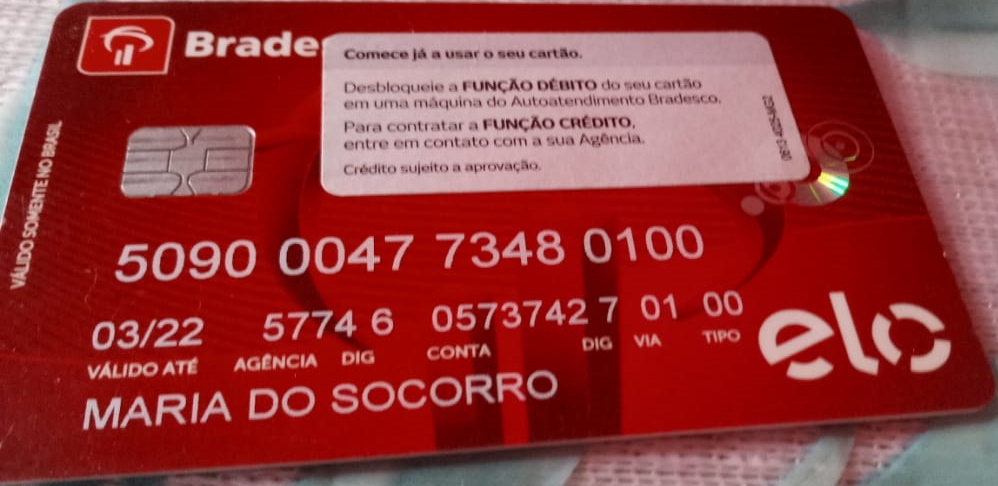 Brade
Comece já a usar o seu cartão.
Desbloqueie a FUNÇÃO DÉBITO do seu cartão
em uma máquina do Autoatendimento Bradesco.
Para contratar a FUNÇÃO CRÉDITO,
entre em contato com a sua Agência.
Crédito sujeito a aprovação.
VÁLIDO SOMENTE NO BRASIL
5090 0047 7348 0100
03/22 5774 6 0573742 7 01 00
VÁLIDO ATÉ AGÊNCIA DIG CONTA DIG VIA TIPO
MARIA DO SOCORRO
elo